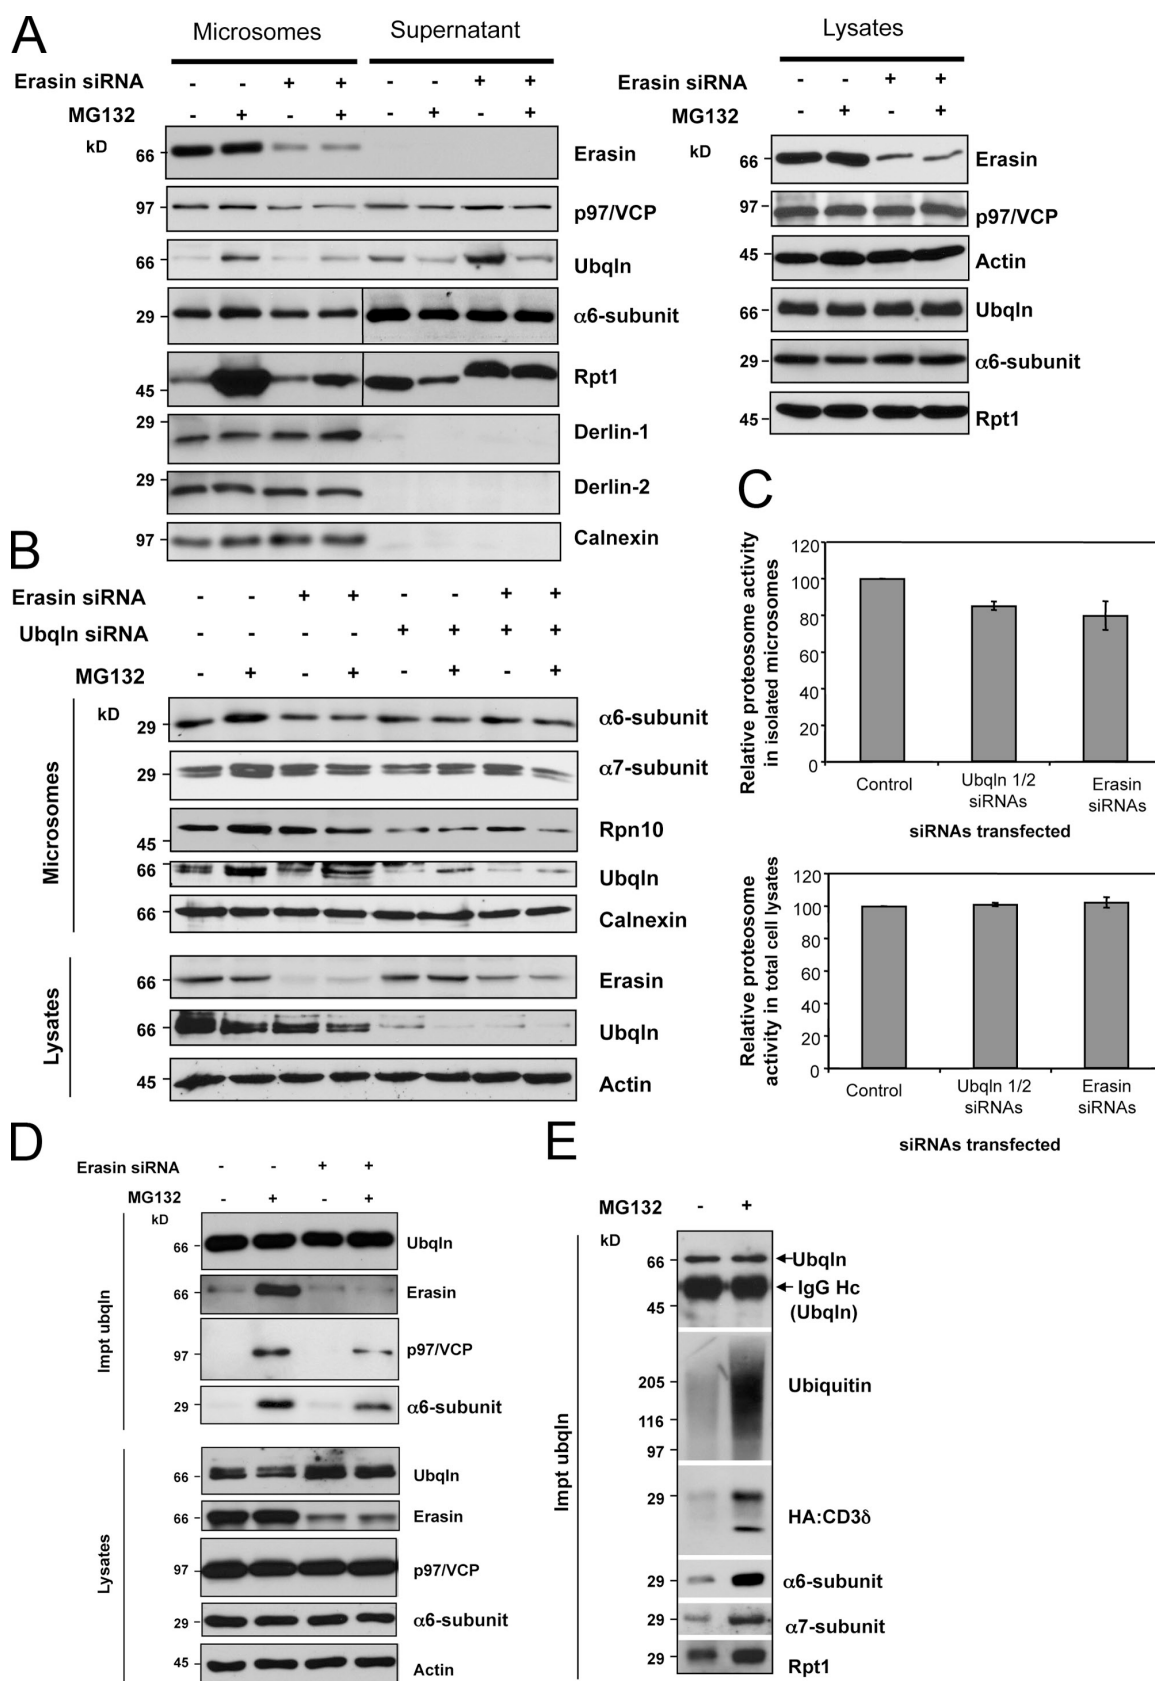 A
Microsomes Supernatant
Erasin siRNA - - + + - - + +
MG132 - + - + - + - +
kD
66 Erasin
97 p97/VCP
66 Ubqln
29 α6-subunit
45 Rpt1
29 Derlin-1
29 Derlin-2
97 Calnexin
Lysates
Erasin siRNA - - + +
MG132 - + - +
kD
66 Erasin
97 p97/VCP
45 Actin
66 Ubqln
29 α6-subunit
45 Rpt1
B
Erasin siRNA - - + + - - + +
Ubqln siRNA - - - - + + + +
MG132 - + - + - + - +
Microsomes
kD
29 α6-subunit
29 α7-subunit
45 Rpn10
66 Ubqln
66 Calnexin
Lysates
66 Erasin
66 Ubqln
45 Actin
C
Relative proteosome activity
in isolated microsomes
120
100
80
60
40
20
0
Control Ubqln 1/2 Erasin
siRNAs siRNAs
siRNAs transfected
Relative proteosome
activity in total cell lysates
120
100
80
60
40
20
0
Control Ubqln 1/2 Erasin
siRNAs siRNAs
siRNAs transfected
D
Erasin siRNA - - + +
MG132 - + - +
kD
Impt ubqln
66 Ubqln
66 Erasin
97 p97/VCP
29 α6-subunit
Lysates
66 Ubqln
66 Erasin
97 p97/VCP
29 α6-subunit
45 Actin
E
MG132 - +
kD
Impt ubqln
66 Ubqln
IgG Hc
45 (Ubqln)
205 Ubiquitin
116
97
29 HA:CD3δ
29 α6-subunit
29 α7-subunit
29 Rpt1